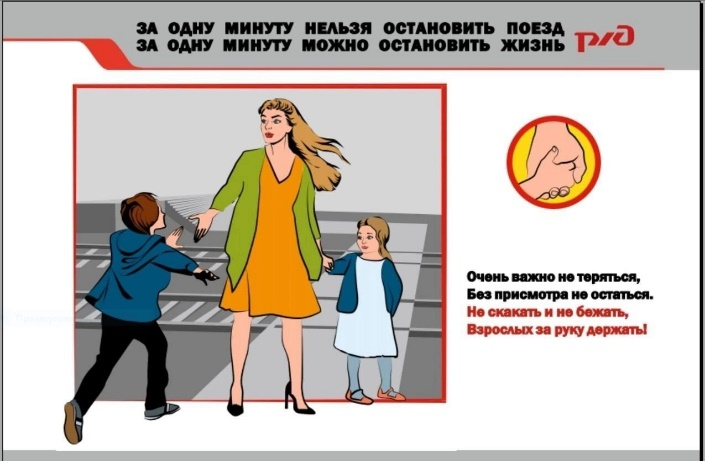 ЗА ОДНУ МИНУТУ НЕЛЬЗЯ ОСТАНОВИТЬ ПОЕЗД
ЗА ОДНУ МИНУТУ МОЖНО ОСТАНОВИТЬ ЖИЗНЬ
РЖД
Очень важно не теряться,
Без присмотра не остаться.
Не скакать и не бежать,
Взрослых за руку держать!